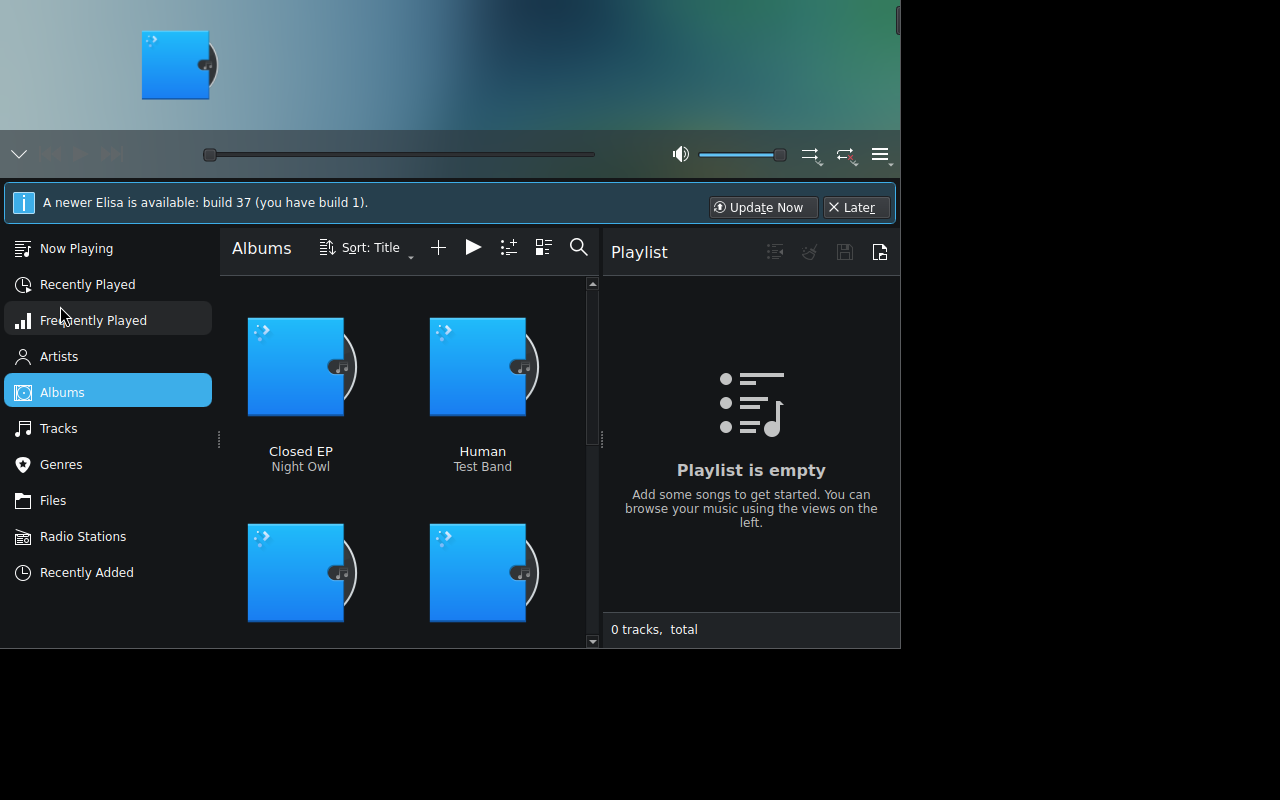 A newer Elisa is available: build 37 (you have build 1).
Update Now
Later
Now Playing
Recently Played
Frequently Played
Artists
Albums
Tracks
Genres
Files
Radio Stations
Recently Added
Albums
Sort: Title
Closed EP
Night Owl
Human
Test Band
Playlist
Playlist is empty
Add some songs to get started. You can
browse your music using the views on the
left.
0 tracks, total